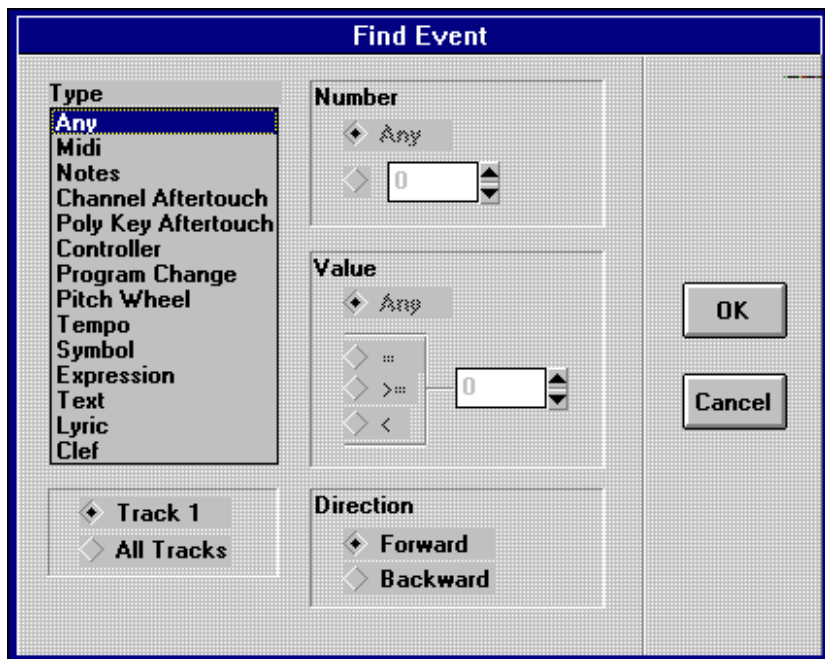 Find Event
Type
Any
Midi
Notes
Channel Aftertouch
Poly Key Aftertouch
Controller
Program Change
Pitch Wheel
Tempo
Symbol
Expression
Text
Lyric
Clef
Track 1
All Tracks
Number
Any
0
Value
Any
=
>=
<
0
Direction
Forward
Backward
OK
Cancel